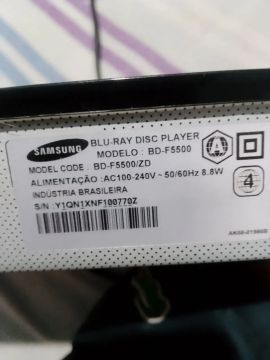 SAMSUNG
BLU-RAY DISC PLAYER
MODELO : BD-F5500
MODEL CODE : BD-F5500/ZD
ALIMENTAÇÃO : AC100-240V ~ 50/60Hz 8.8W
INDÚSTRIA BRASILEIRA
S/N : Y1QN1XNF100770Z
A
4